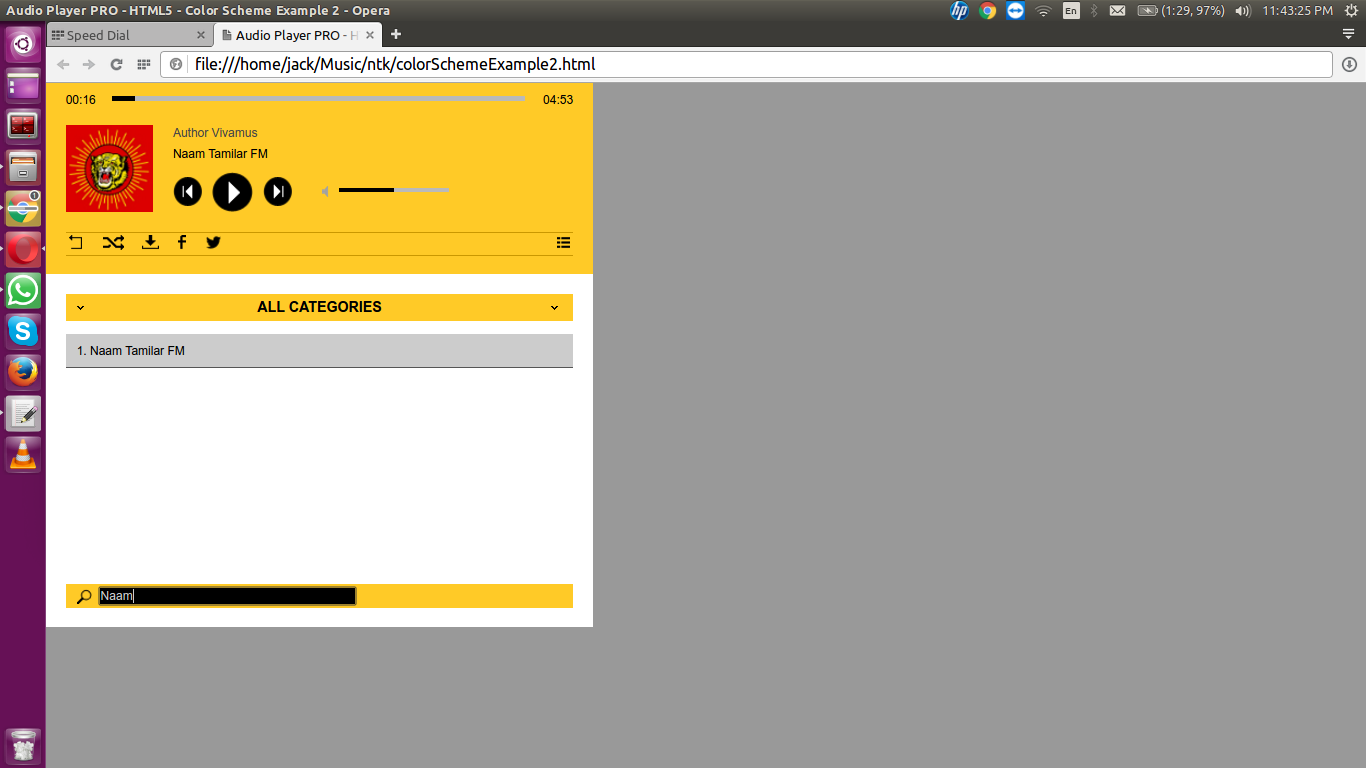 Audio Player PRO - HTML5 - Color Scheme Example 2 - Opera
hp
En
(1:29, 97%)
11:43:25 PM
Speed Dial
Audio Player PRO - H
file:///home/jack/Music/ntk/colorSchemeExample2.html
00:16
04:53
Author Vivamus
Naam Tamilar FM
ALL CATEGORIES
1. Naam Tamilar FM
Naam